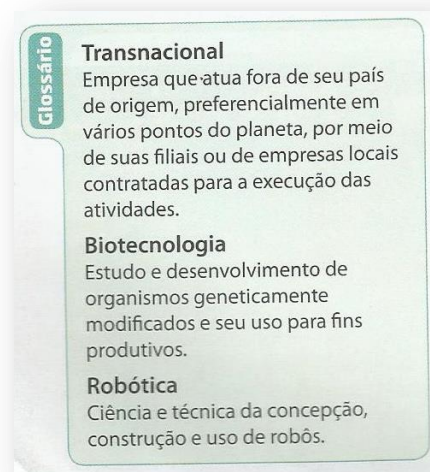 Glossário
Transnacional
Empresa que atua fora de seu país
de origem, preferencialmente em
vários pontos do planeta, por meio
de suas filiais ou de empresas locais
contratadas para a execução das
atividades.
Biotecnologia
Estudo e desenvolvimento de
organismos geneticamente
modificados e seu uso para fins
produtivos.
Robótica
Ciência e técnica da concepção,
construção e uso de robôs.